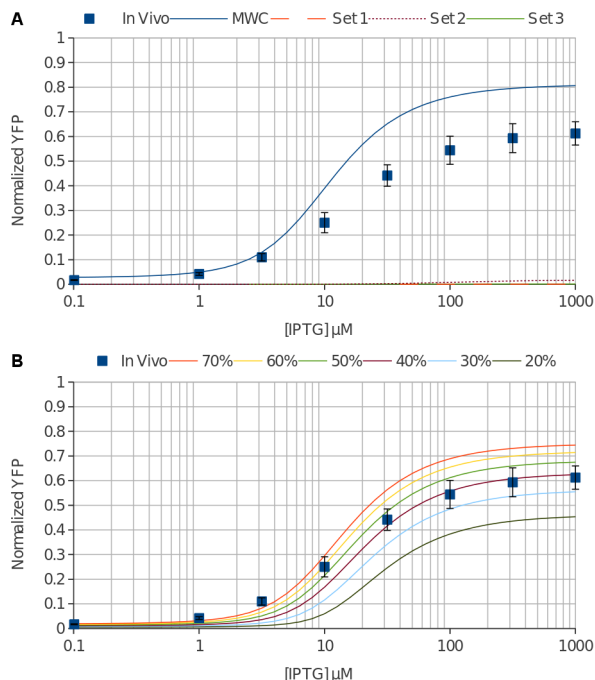 A
In Vivo MWC Set 1 Set 2 Set 3
1
0.9
0.8
0.7
0.6
0.5
0.4
0.3
0.2
0.1
0
Normalized YFP
0.1 1 10 100 1000
[IPTG] µM
B
In Vivo 70% 60% 50% 40% 30% 20%
1
0.9
0.8
0.7
0.6
0.5
0.4
0.3
0.2
0.1
0
Normalized YFP
0.1 1 10 100 1000
[IPTG] µM